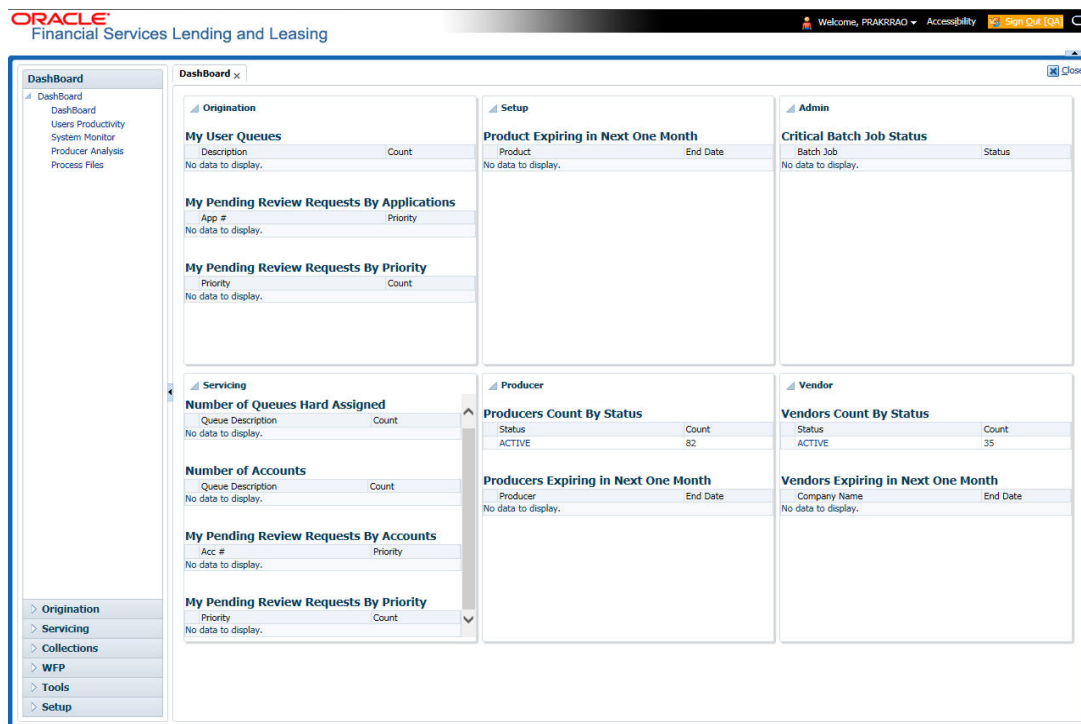 ORACLE®
Financial Services Lending and Leasing
Welcome, PRAKRRAO Accessibility Sign Out [QA]
DashBoard
DashBoard
DashBoard
Users Productivity
System Monitor
Producer Analysis
Process Files
Origination
Servicing
Collections
WFP
Tools
Setup
DashBoard
Close
Origination
My User Queues
Description Count
No data to display.
My Pending Review Requests By Applications
App # Priority
No data to display.
My Pending Review Requests By Priority
Priority Count
No data to display.
Setup
Product Expiring in Next One Month
Product End Date
No data to display.
Admin
Critical Batch Job Status
Batch Job Status
No data to display.
Servicing
Number of Queues Hard Assigned
Queue Description Count
No data to display.
Number of Accounts
Queue Description Count
No data to display.
My Pending Review Requests By Accounts
Acc # Priority
No data to display.
My Pending Review Requests By Priority
Priority Count
No data to display.
Producer
Producers Count By Status
Status Count
ACTIVE 82
Producers Expiring in Next One Month
Producer End Date
No data to display.
Vendor
Vendors Count By Status
Status Count
ACTIVE 35
Vendors Expiring in Next One Month
Company Name End Date
No data to display.